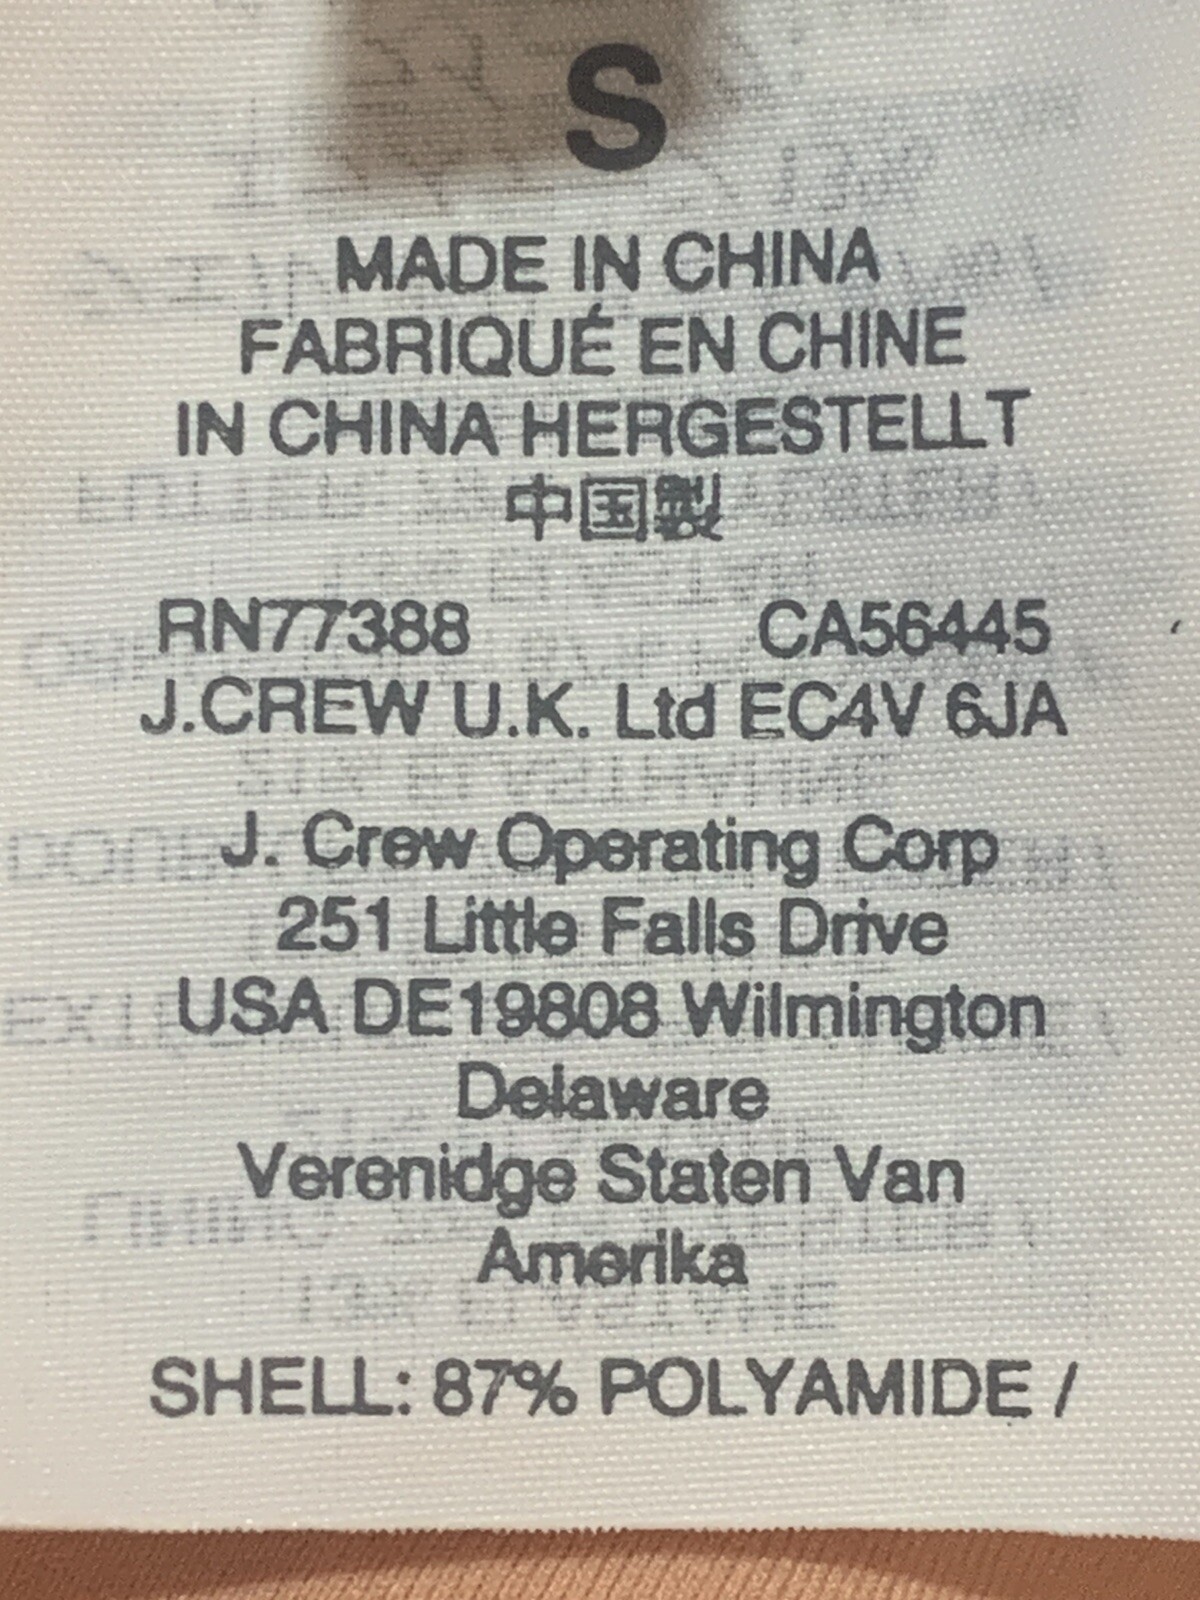 S
MADE IN CHINA
FABRIQUÉ EN CHINE
IN CHINA HERGESTELLT
中国製
RN77388 CA56445
J.CREW U.K. Ltd EC4V 6JA
J. Crew Operating Corp
251 Little Falls Drive
USA DE19808 Wilmington
Delaware
Verenidge Staten Van
Amerika
SHELL: 87% POLYAMIDE /